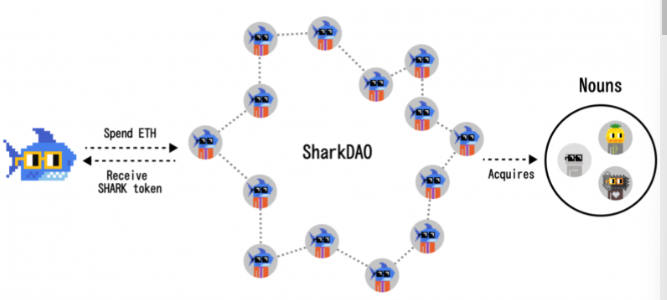 Spend ETH
Receive
SHARK token
SharkDAO
Acquires
Nouns